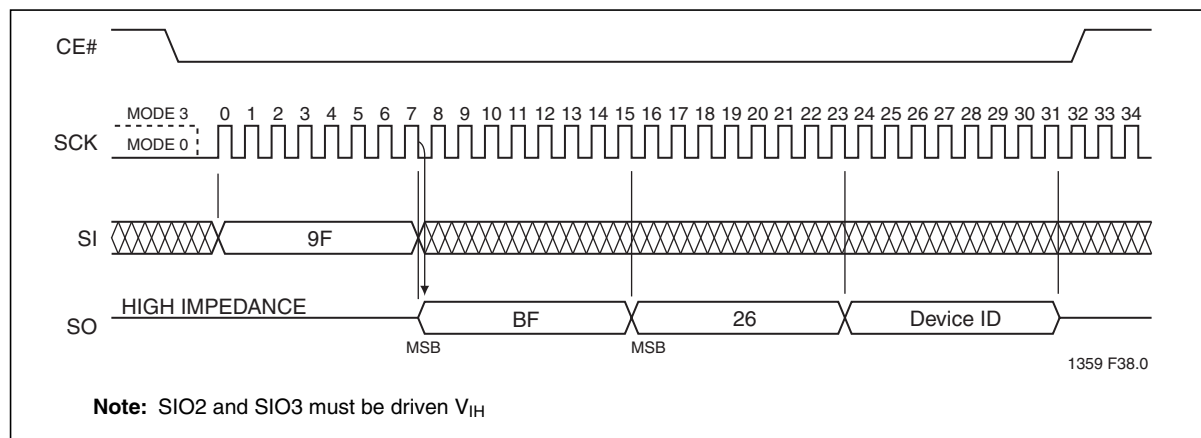 CE#
MODE 3
0 1 2 3 4 5 6 7 8 9 10 11 12 13 14 15 16 17 18 19 20 21 22 23 24 25 26 27 28 29 30 31 32 33 34
SCK
MODE 0
SI
9F
HIGH IMPEDANCE
SO
BF
26
Device ID
MSB
MSB
1359 F38.0
Note: SIO2 and SIO3 must be driven VIH